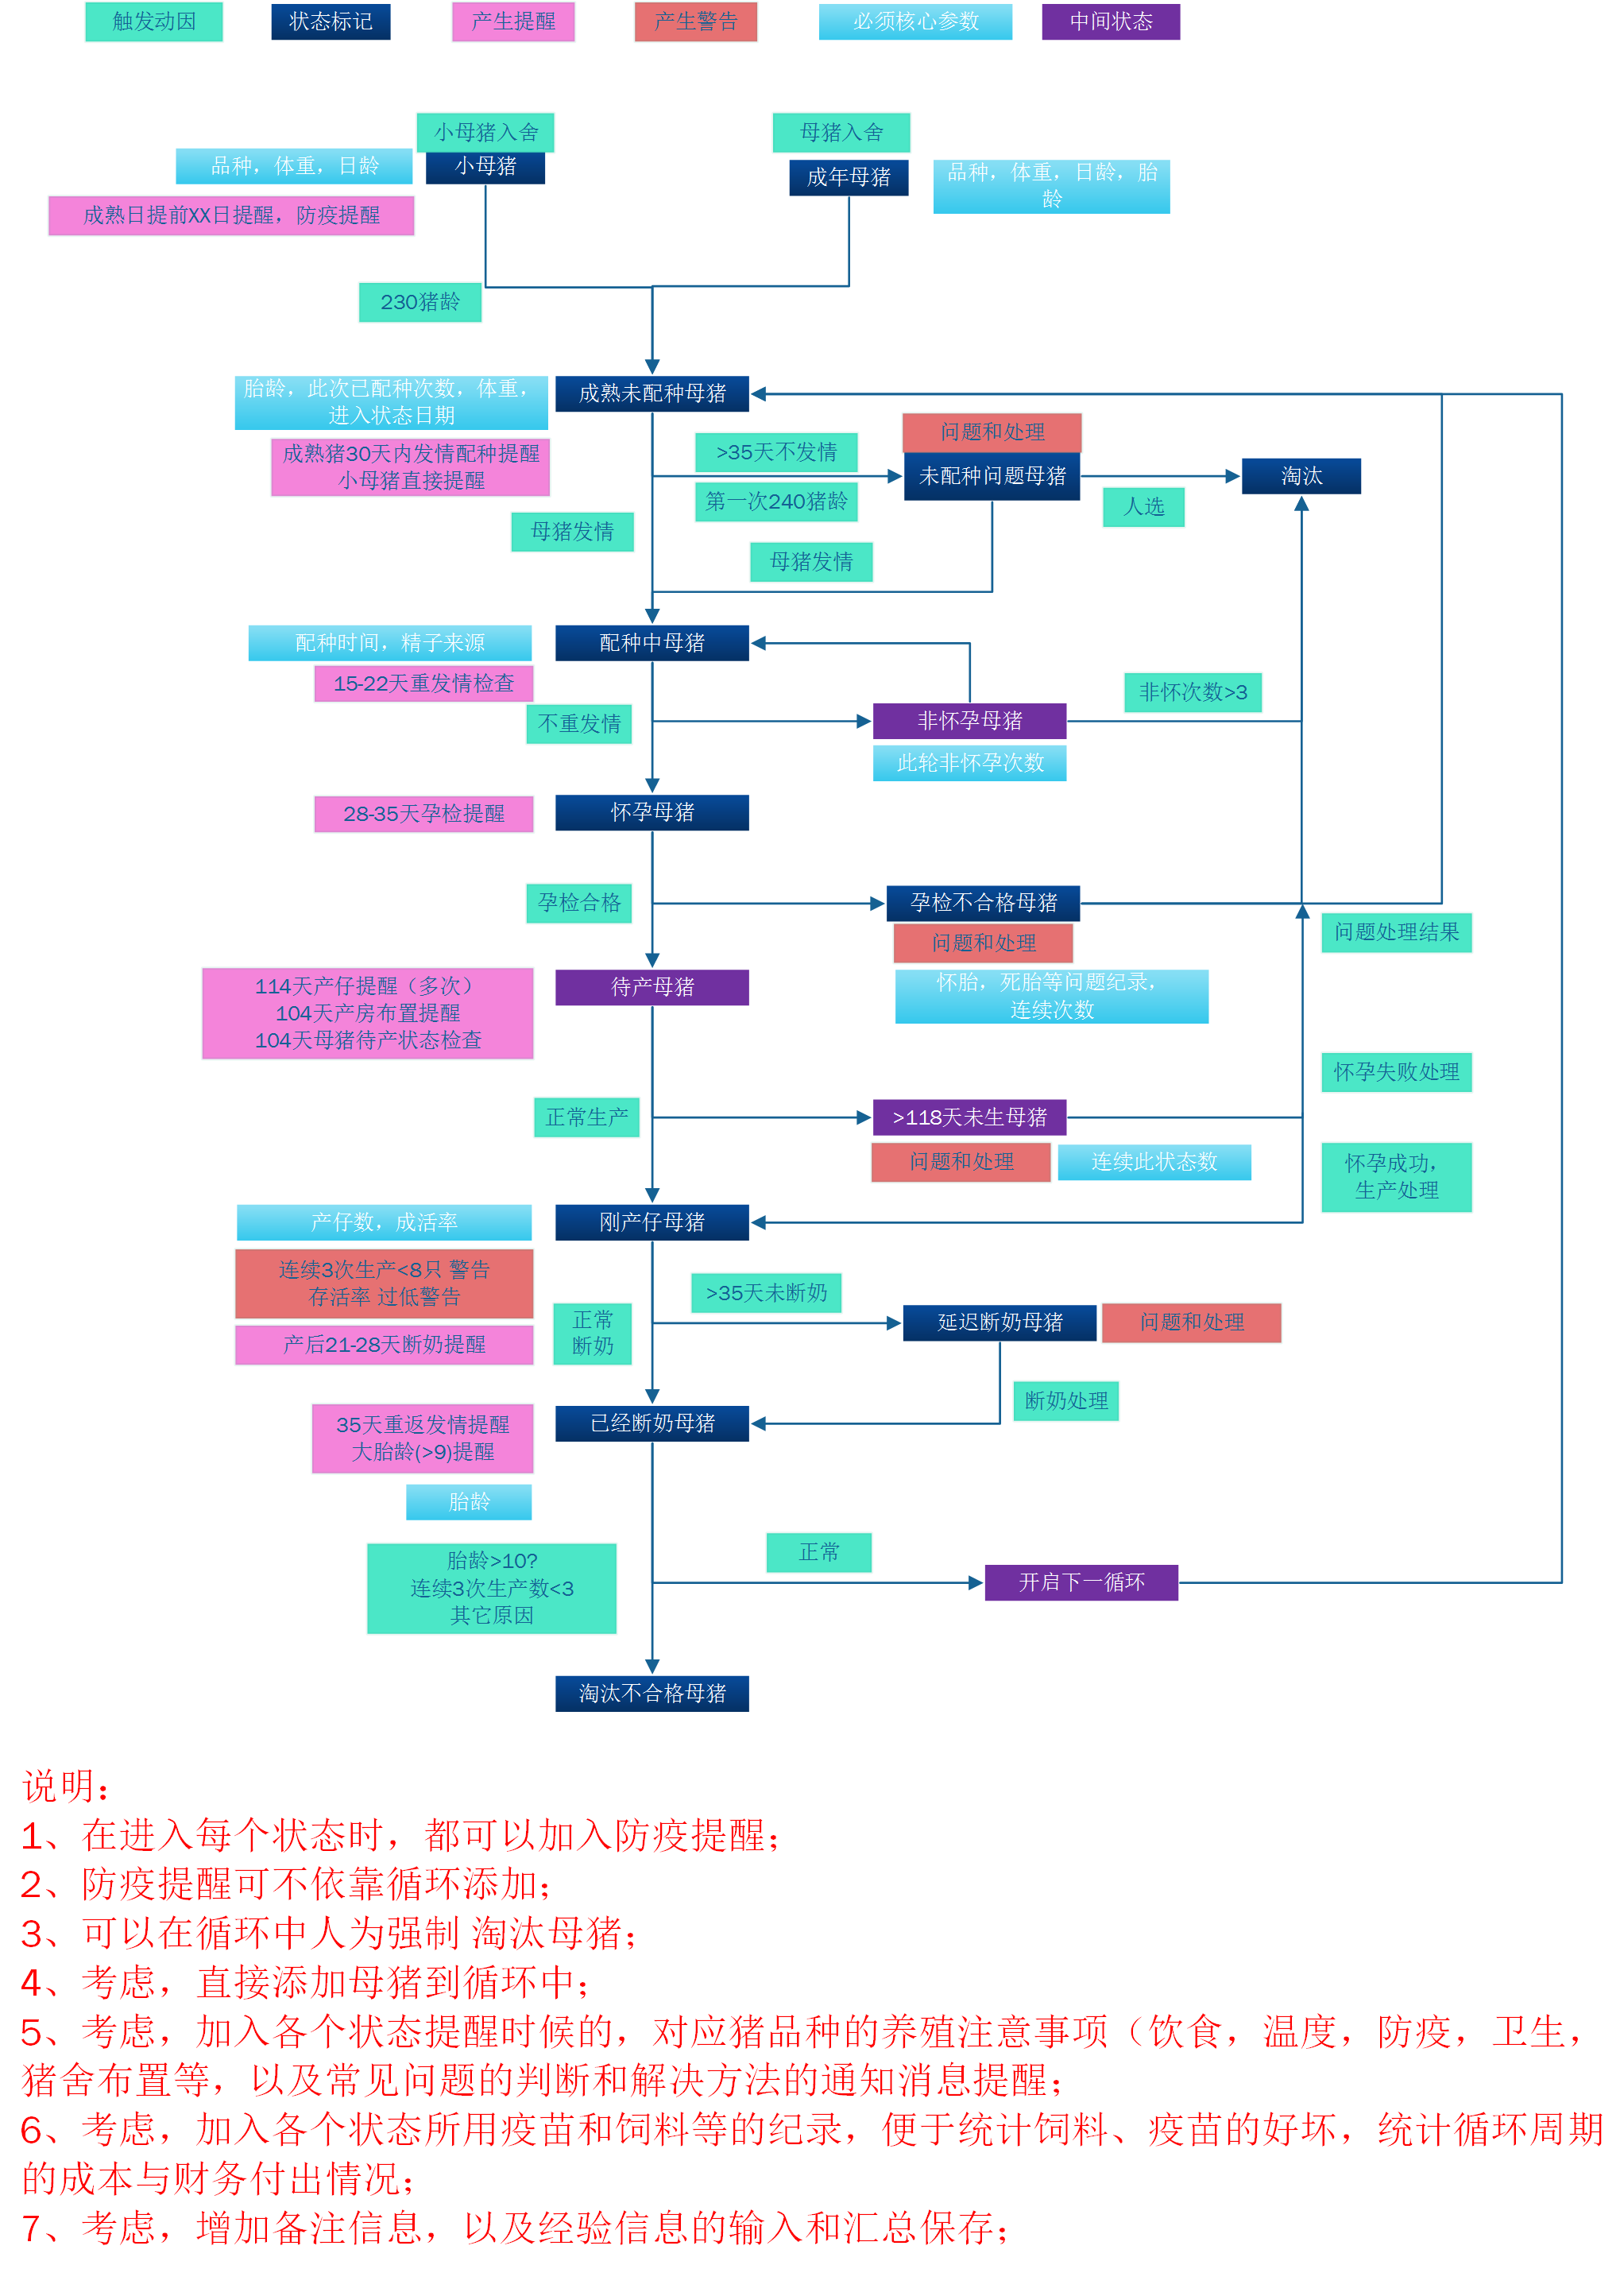 触发动因
状态标记
产生提醒
产生警告
必须核心参数
中间状态
小母猪入舍
母猪入舍
品种，体重，日龄
小母猪
成年母猪
品种，体重，日龄，胎
龄
成熟日提前XX日提醒，防疫提醒
230猪龄
胎龄，此次已配种次数，体重，
进入状态日期
成熟未配种母猪
成熟猪30天内发情配种提醒
小母猪直接提醒
>35天不发情
问题和处理
未配种问题母猪
淘汰
第一次240猪龄
人选
母猪发情
母猪发情
配种时间，精子来源
配种中母猪
15-22天重发情检查
非怀次数>3
不重发情
非怀孕母猪
此轮非怀孕次数
28-35天孕检提醒
怀孕母猪
孕检合格
孕检不合格母猪
问题和处理
问题处理结果
怀胎，死胎等问题纪录，
连续次数
114天产仔提醒（多次）
104天产房布置提醒
104天母猪待产状态检查
待产母猪
怀孕失败处理
正常生产
>118天未生母猪
问题和处理
连续此状态数
怀孕成功，
生产处理
产仔数，成活率
刚产仔母猪
连续3次生产<8只 警告
存活率 过低警告
>35天未断奶
正常
断奶
延迟断奶母猪
问题和处理
产后21-28天断奶提醒
断奶处理
35天重返发情提醒
大胎龄(>9)提醒
已经断奶母猪
胎龄
正常
胎龄>10?
连续3次生产数<3
其它原因
开启下一循环
淘汰不合格母猪
说明：
1、在进入每个状态时，都可以加入防疫提醒；
2、防疫提醒可不依靠循环添加；
3、可以在循环中人为强制 淘汰母猪；
4、考虑，直接添加母猪到循环中；
5、考虑，加入各个状态提醒时候的，对应猪品种的养殖注意事项（饮食，温度，防疫，卫生，
猪舍布置等，以及常见问题的判断和解决方法的通知消息提醒；
6、考虑，加入各个状态所用疫苗和饲料等的纪录，便于统计饲料、疫苗的好坏，统计循环周期
的成本与财务付出情况；
7、考虑，增加备注信息，以及经验信息的输入和汇总保存；